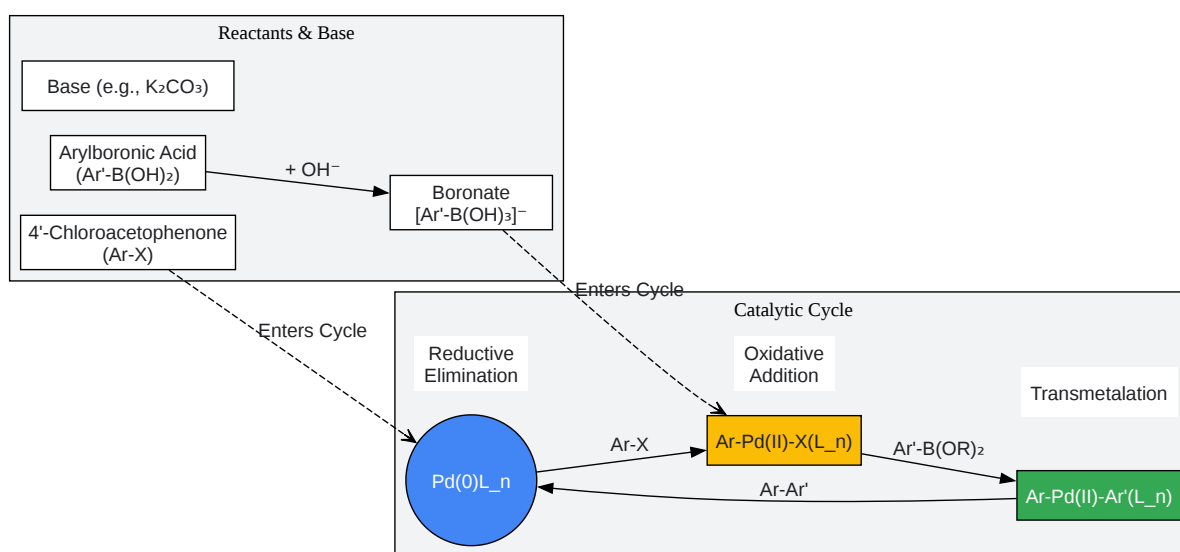 Reactants & Base
Base (e.g., K₂CO₃)
Arylboronic Acid
(Ar'-B(OH)₂)
+ OH⁻
Boronate
[Ar'-B(OH)₃]⁻
4'-Chloroacetophenone
(Ar-X)
Enters Cycle
Enters Cycle
Catalytic Cycle
Reductive
Elimination
Oxidative
Addition
Transmetalation
Pd(0)L_n
Ar-X
Ar-Pd(II)-X(L_n)
Ar'-B(OR)₂
Ar-Ar'
Ar-Pd(II)-Ar'(L_n)